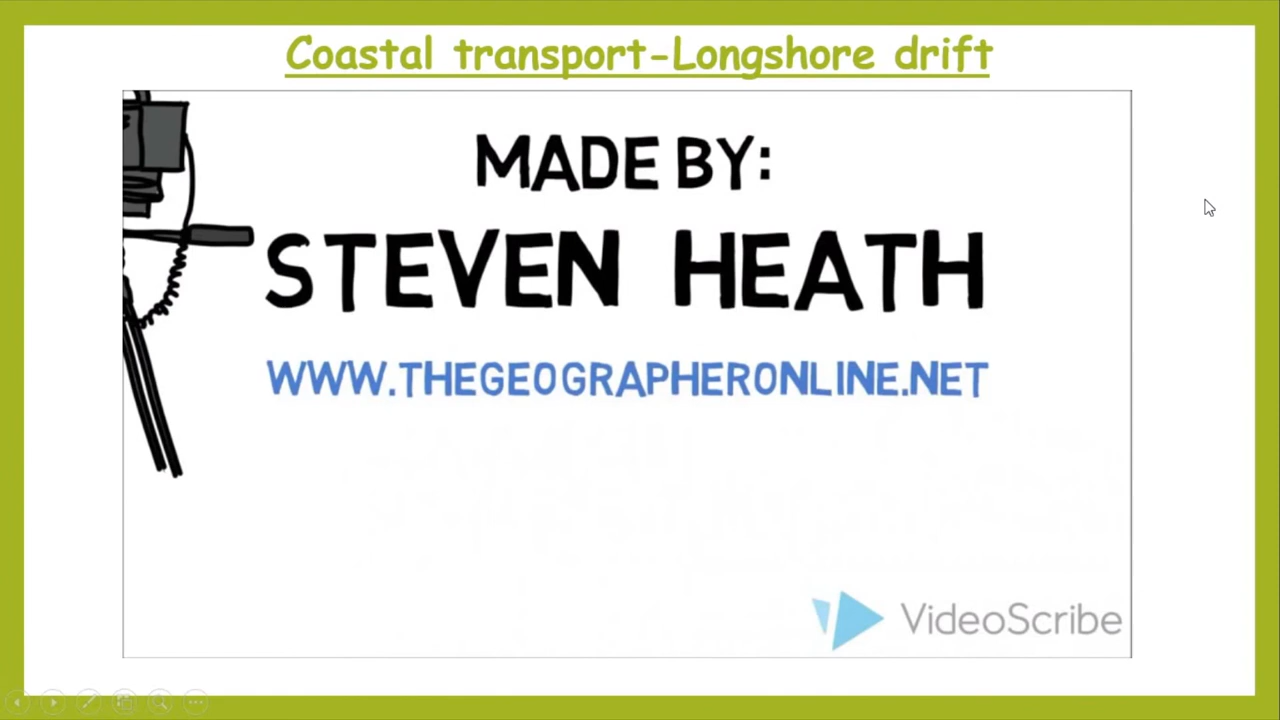 Coastal transport-Longshore drift
MADE BY:
STEVEN HEATH
WWW.THEGEOGRAPHERONLINE.NET
VideoScribe